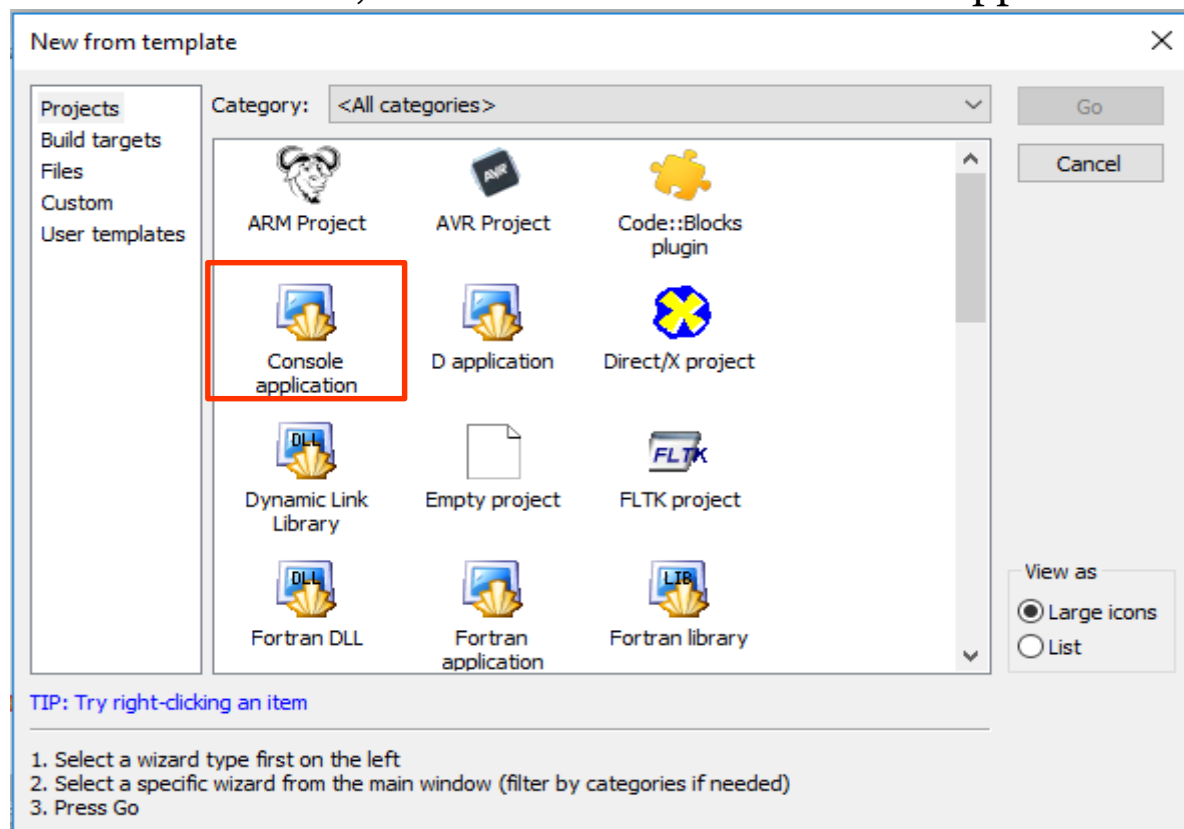 New from template
Projects
Build targets
Files
Custom
User templates
Category: <All categories>
Go
Cancel
ARM Project
AVR
AVR Project
Code::Blocks
plugin
Console
application
D application
Direct/X project
DLL
Dynamic Link
Library
Empty project
FLTK
FLTK project
DLL
Fortran DLL
Fortran
application
LIB
Fortran library
View as
Large icons
List
TIP: Try right-clicking an item
1. Select a wizard type first on the left
2. Select a specific wizard from the main window (filter by categories if needed)
3. Press Go